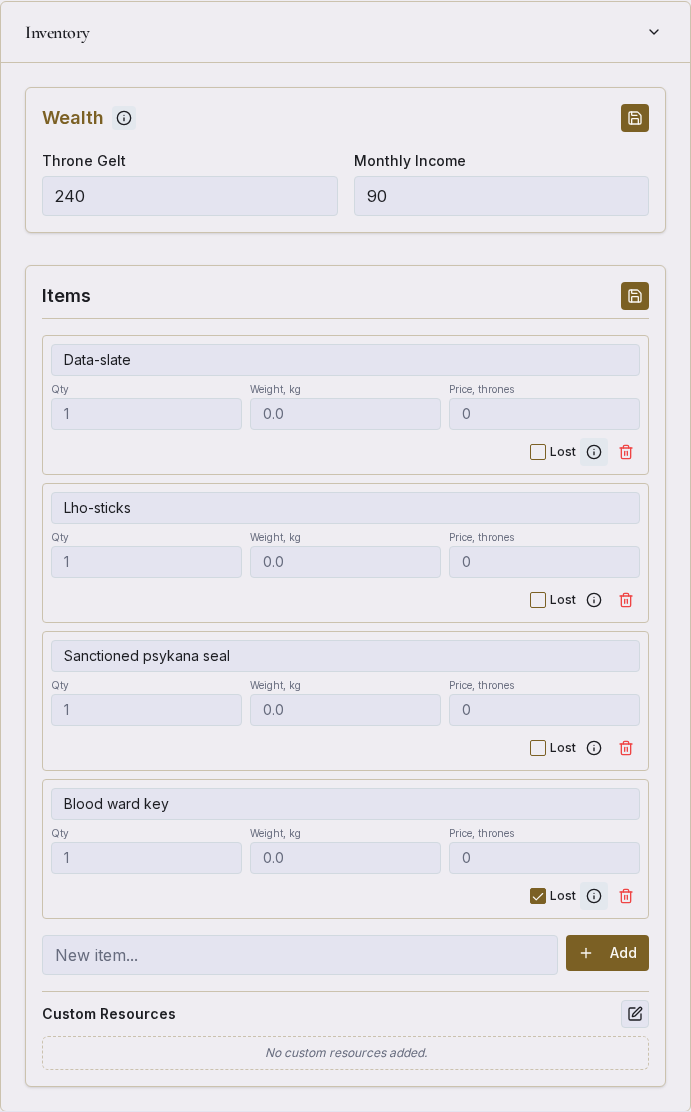 Inventory
Wealth
Throne Gelt Monthly Income
240 90
Items
Data-slate
Qty Weight, kg Price, thrones
1 0.0 0
Lost
Lho-sticks
Qty Weight, kg Price, thrones
1 0.0 0
Lost
Sanctioned psykana seal
Qty Weight, kg Price, thrones
1 0.0 0
Lost
Blood ward key
Qty Weight, kg Price, thrones
1 0.0 0
Lost
New item... Add
Custom Resources
No custom resources added.